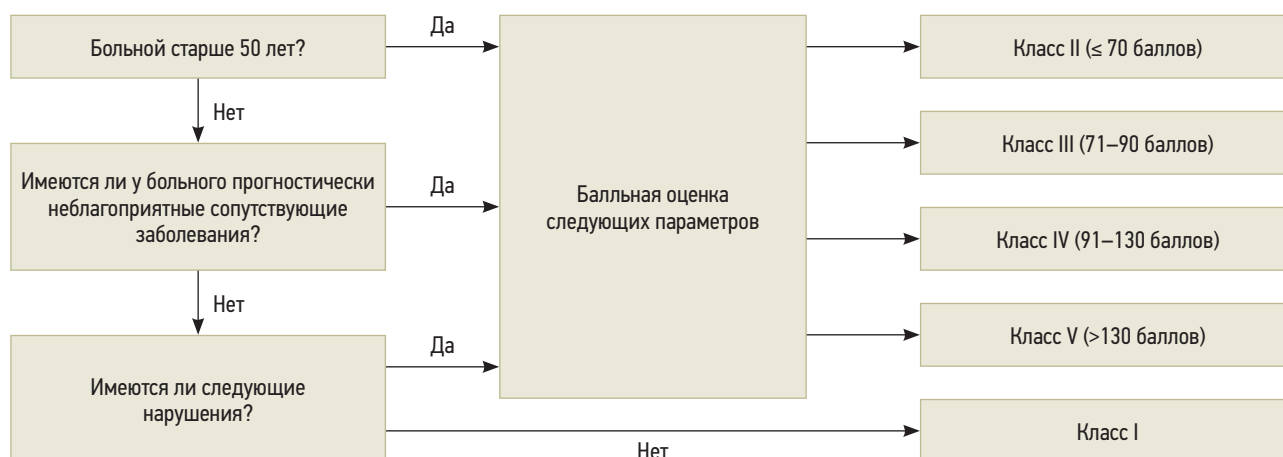 Больной старше 50 лет?
Да
Нет
Имеются ли у больного прогностически
неблагоприятные сопутствующие
заболевания?
Да
Нет
Имеются ли следующие
нарушения?
Да
Нет
Балльная оценка
следующих параметров
Класс II (≤ 70 баллов)
Класс III (71–90 баллов)
Класс IV (91–130 баллов)
Класс V (>130 баллов)
Класс I